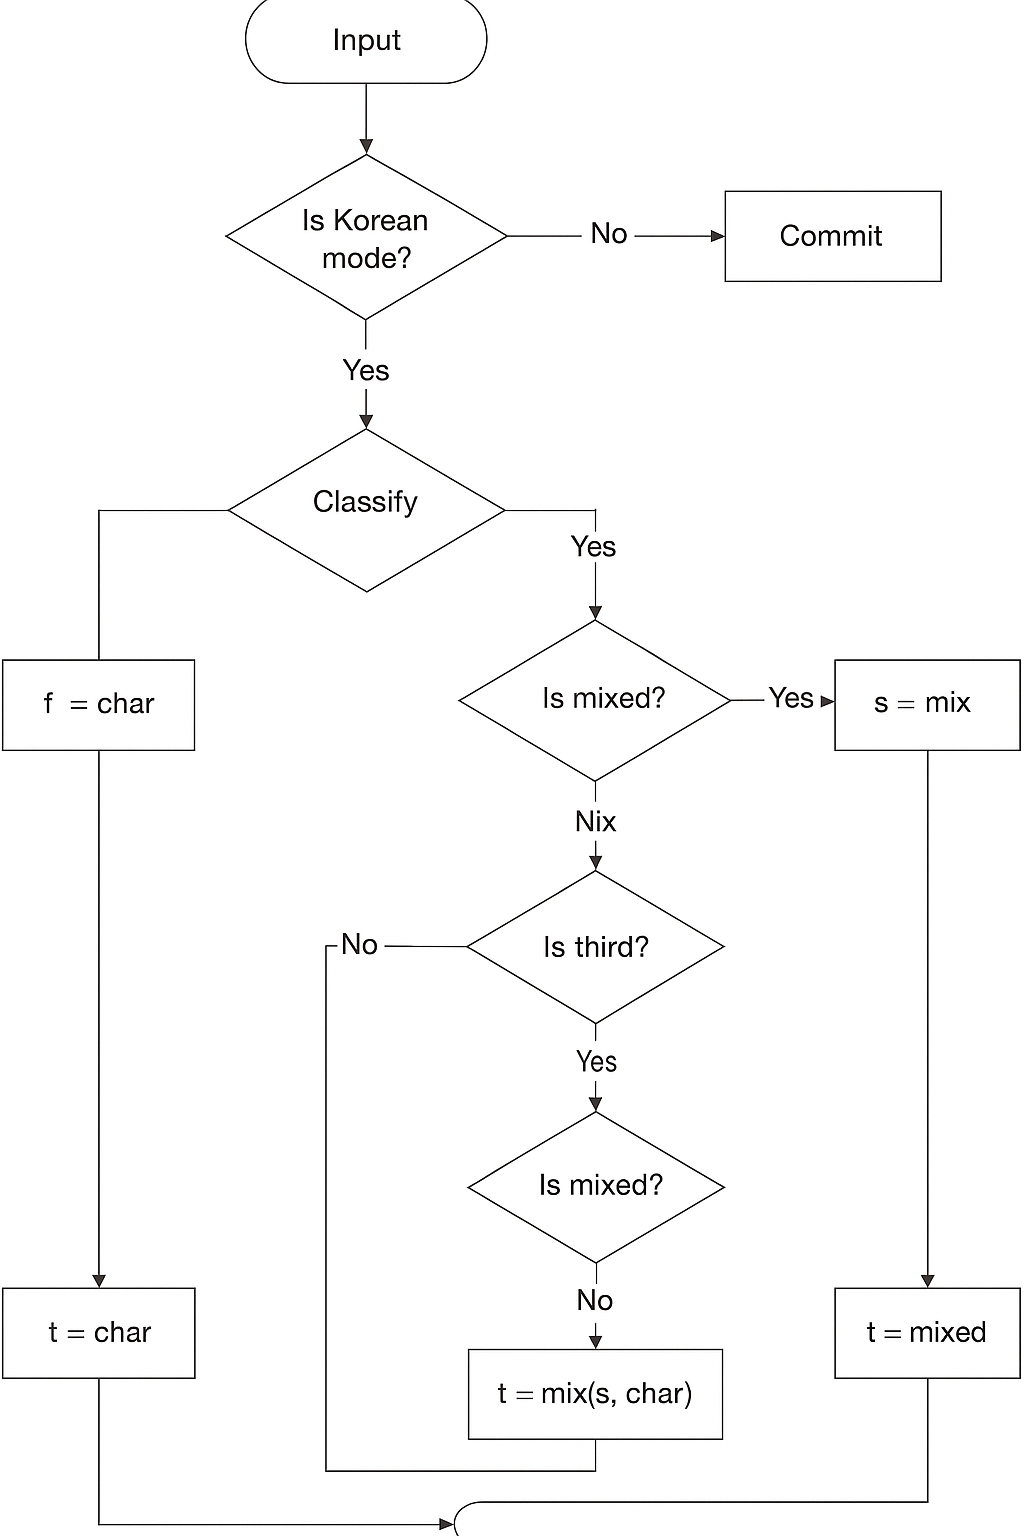 Input
Is Korean
mode?
No
Commit
Yes
Classify
Yes
f = char
Is mixed?
Yes
s = mix
Nix
Is third?
No
Yes
Is mixed?
No
t = char
t = mixed
t = mix(s, char)